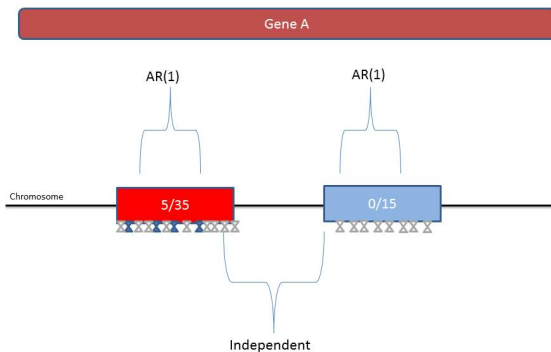 Gene A
AR(1) AR(1)
Chromosome
5/35 0/15
Independent